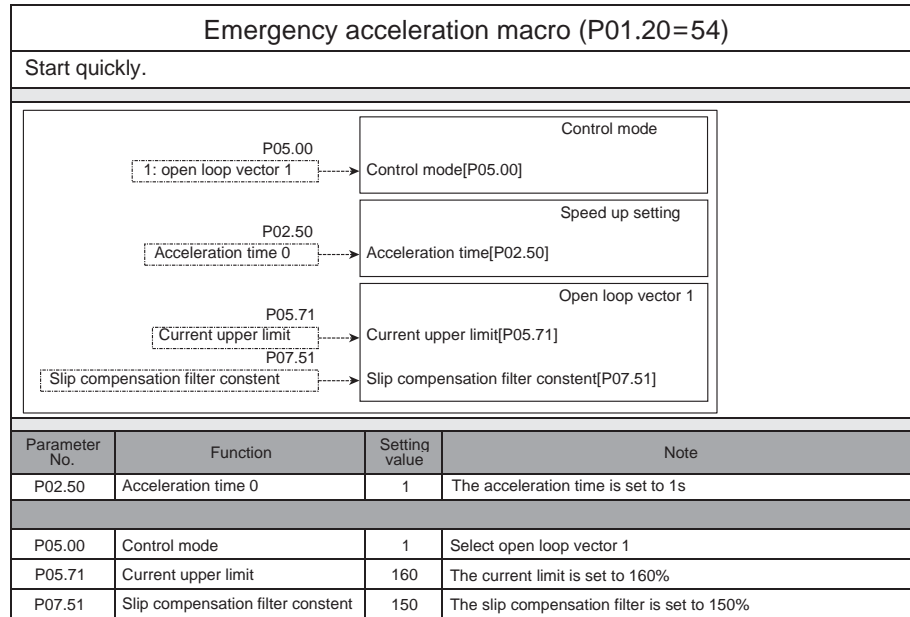 Emergency acceleration macro (P01.20=54)
Start quickly.
Control mode
P05.00
1: open loop vector 1
Control mode[P05.00]
Speed up setting
P02.50
Acceleration time 0
Acceleration time[P02.50]
Open loop vector 1
P05.71
Current upper limit
Current upper limit[P05.71]
P07.51
Slip compensation filter constent
Slip compensation filter constent[P07.51]
Parameter No. Function Setting value Note
P02.50 Acceleration time 0 1 The acceleration time is set to 1s
P05.00 Control mode 1 Select open loop vector 1
P05.71 Current upper limit 160 The current limit is set to 160%
P07.51 Slip compensation filter constent 150 The slip compensation filter is set to 150%